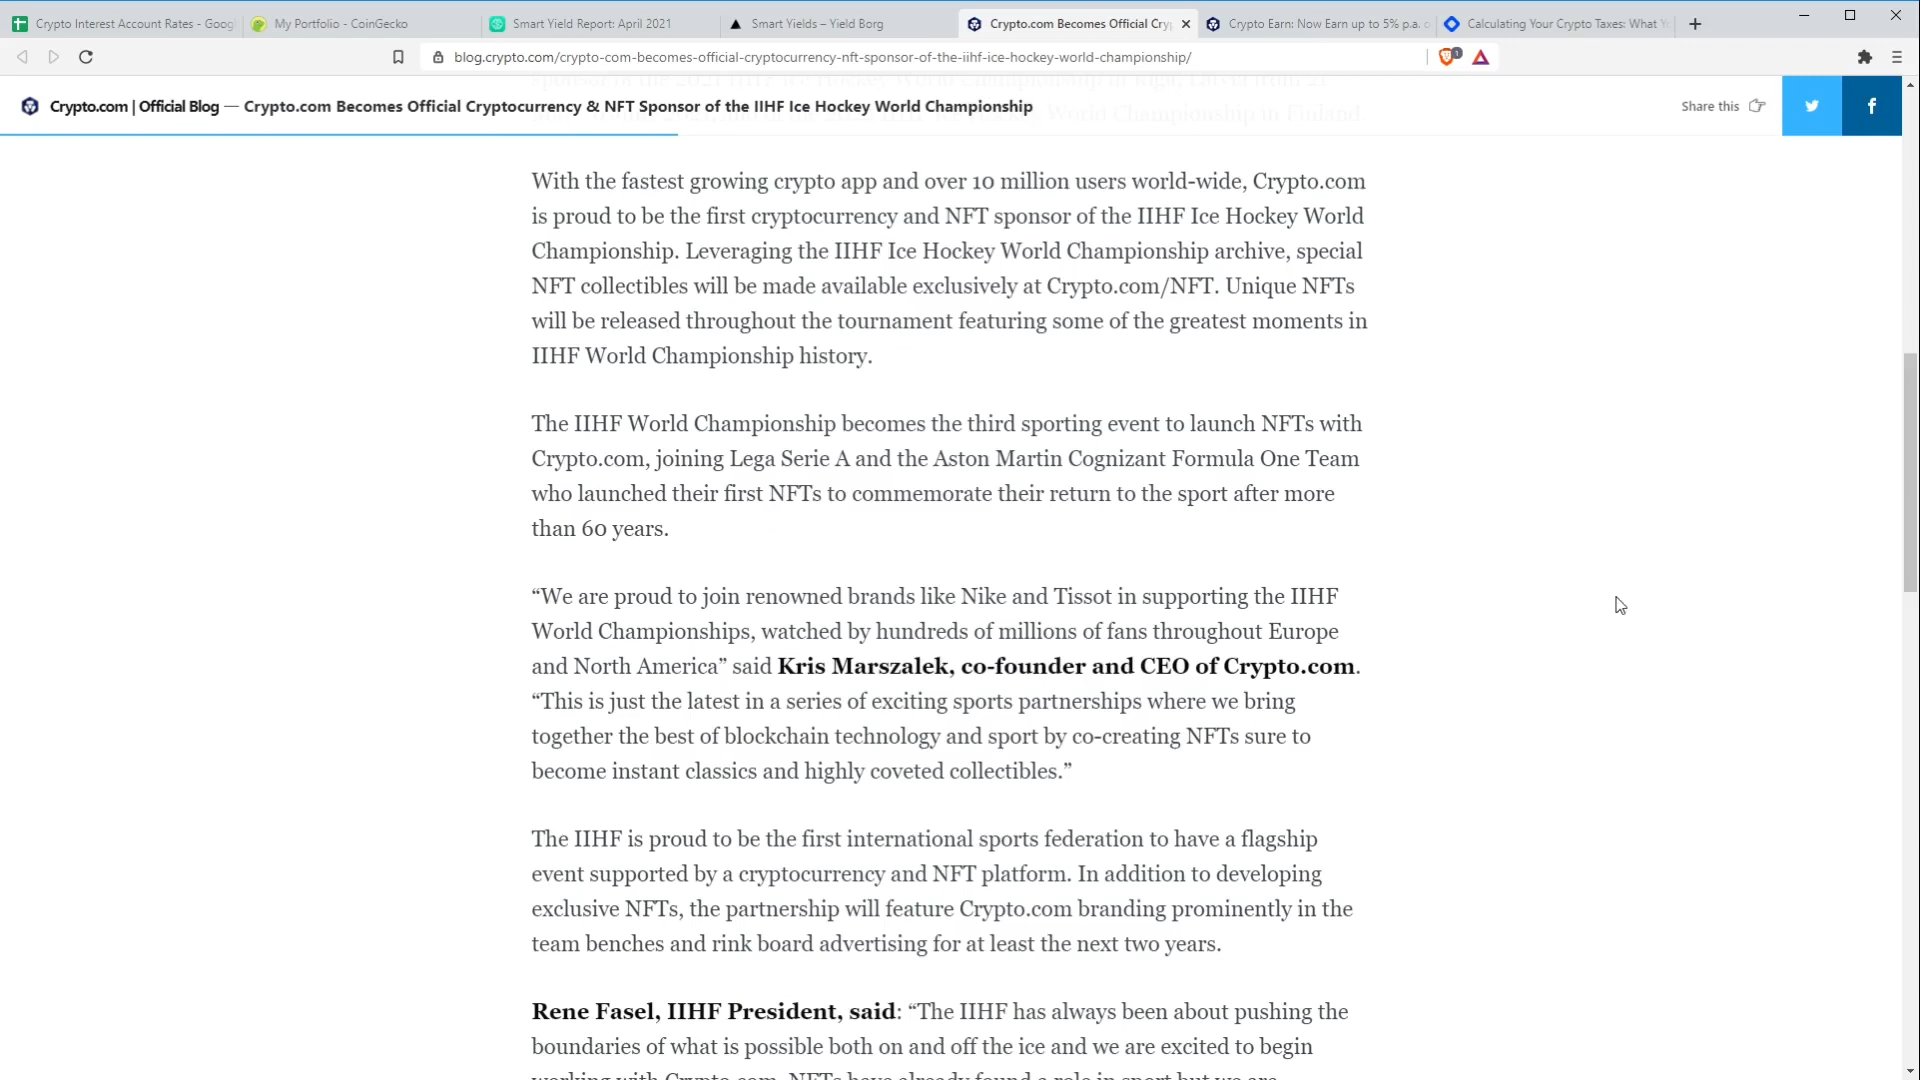 Crypto Interest Account Rates - Goog
My Portfolio - CoinGecko
Smart Yield Report: April 2021
Smart Yields – Yield Borg
Crypto.com Becomes Official Cry
Crypto Earn: Now Earn up to 5% p.a. o
Calculating Your Crypto Taxes: What Y
blog.crypto.com/crypto-com-becomes-official-cryptocurrency-nft-sponsor-of-the-iihf-ice-hockey-world-championship/
1
Crypto.com | Official Blog — Crypto.com Becomes Official Cryptocurrency & NFT Sponsor of the IIHF Ice Hockey World Championship
Share this
With the fastest growing crypto app and over 10 million users world-wide, Crypto.com
is proud to be the first cryptocurrency and NFT sponsor of the IIHF Ice Hockey World
Championship. Leveraging the IIHF Ice Hockey World Championship archive, special
NFT collectibles will be made available exclusively at Crypto.com/NFT. Unique NFTs
will be released throughout the tournament featuring some of the greatest moments in
IIHF World Championship history.
The IIHF World Championship becomes the third sporting event to launch NFTs with
Crypto.com, joining Lega Serie A and the Aston Martin Cognizant Formula One Team
who launched their first NFTs to commemorate their return to the sport after more
than 60 years.
“We are proud to join renowned brands like Nike and Tissot in supporting the IIHF
World Championships, watched by hundreds of millions of fans throughout Europe
and North America” said Kris Marszalek, co-founder and CEO of Crypto.com.
“This is just the latest in a series of exciting sports partnerships where we bring
together the best of blockchain technology and sport by co-creating NFTs sure to
become instant classics and highly coveted collectibles.”
The IIHF is proud to be the first international sports federation to have a flagship
event supported by a cryptocurrency and NFT platform. In addition to developing
exclusive NFTs, the partnership will feature Crypto.com branding prominently in the
team benches and rink board advertising for at least the next two years.
Rene Fasel, IIHF President, said: “The IIHF has always been about pushing the
boundaries of what is possible both on and off the ice and we are excited to begin
working with Crypto.com. NFTs have already found a role in sport but we are